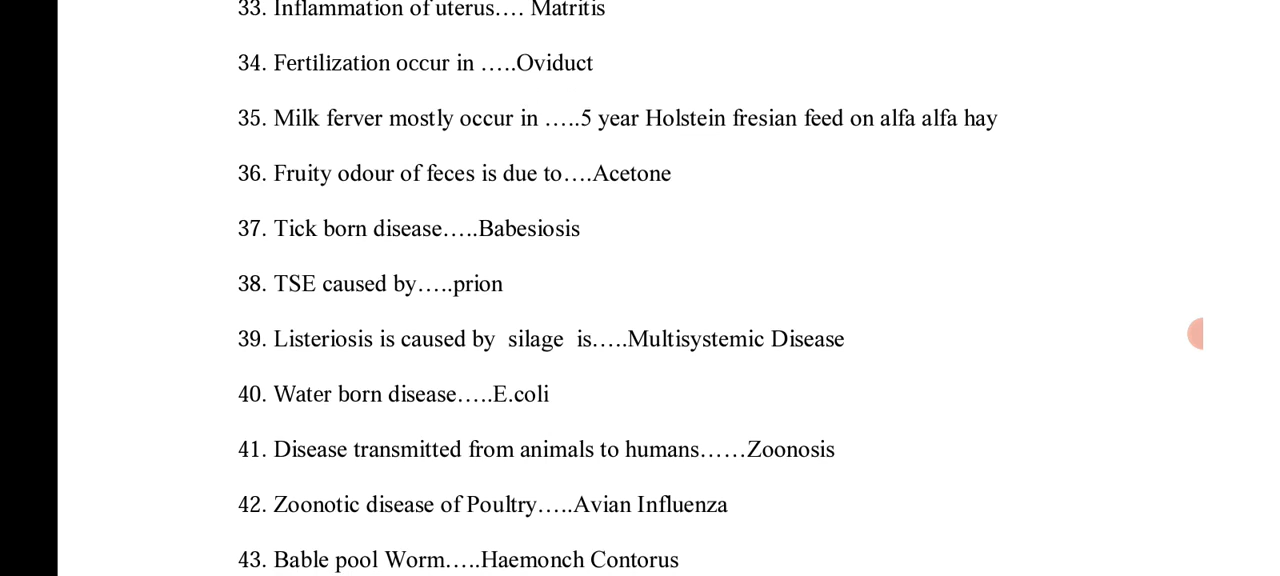 33. Inflammation of uterus…. Matritis
34. Fertilization occur in …..Oviduct
35. Milk ferver mostly occur in …..5 year Holstein fresian feed on alfa alfa hay
36. Fruity odour of feces is due to….Acetone
37. Tick born disease…..Babesiosis
38. TSE caused by…..prion
39. Listeriosis is caused by  silage  is…..Multisystemic Disease
40. Water born disease…..E.coli
41. Disease transmitted from animals to humans……Zoonosis
42. Zoonotic disease of Poultry…..Avian Influenza
43. Bable pool Worm…..Haemonch Contorus